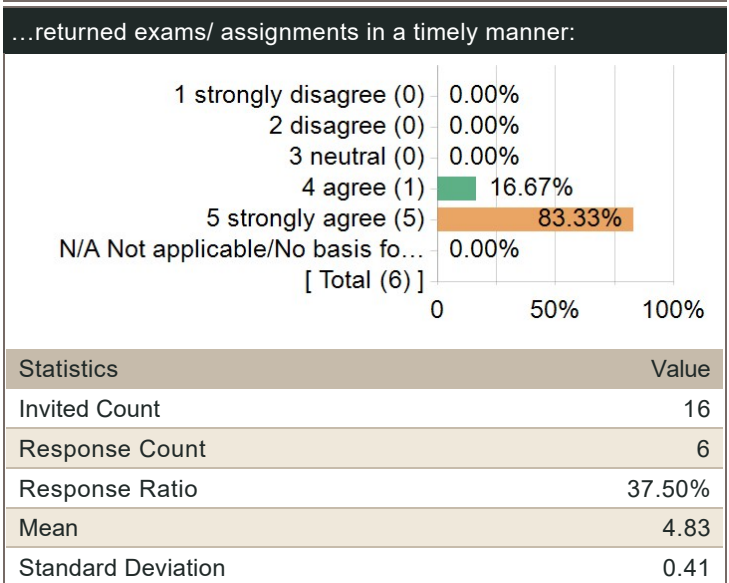 …returned exams/ assignments in a timely manner:
1 strongly disagree (0) 0.00%
2 disagree (0) 0.00%
3 neutral (0) 0.00%
4 agree (1) 16.67%
5 strongly agree (5) 83.33%
N/A Not applicable/No basis fo… 0.00%
[ Total (6) ]
0 50% 100%
Statistics Value
Invited Count 16
Response Count 6
Response Ratio 37.50%
Mean 4.83
Standard Deviation 0.41